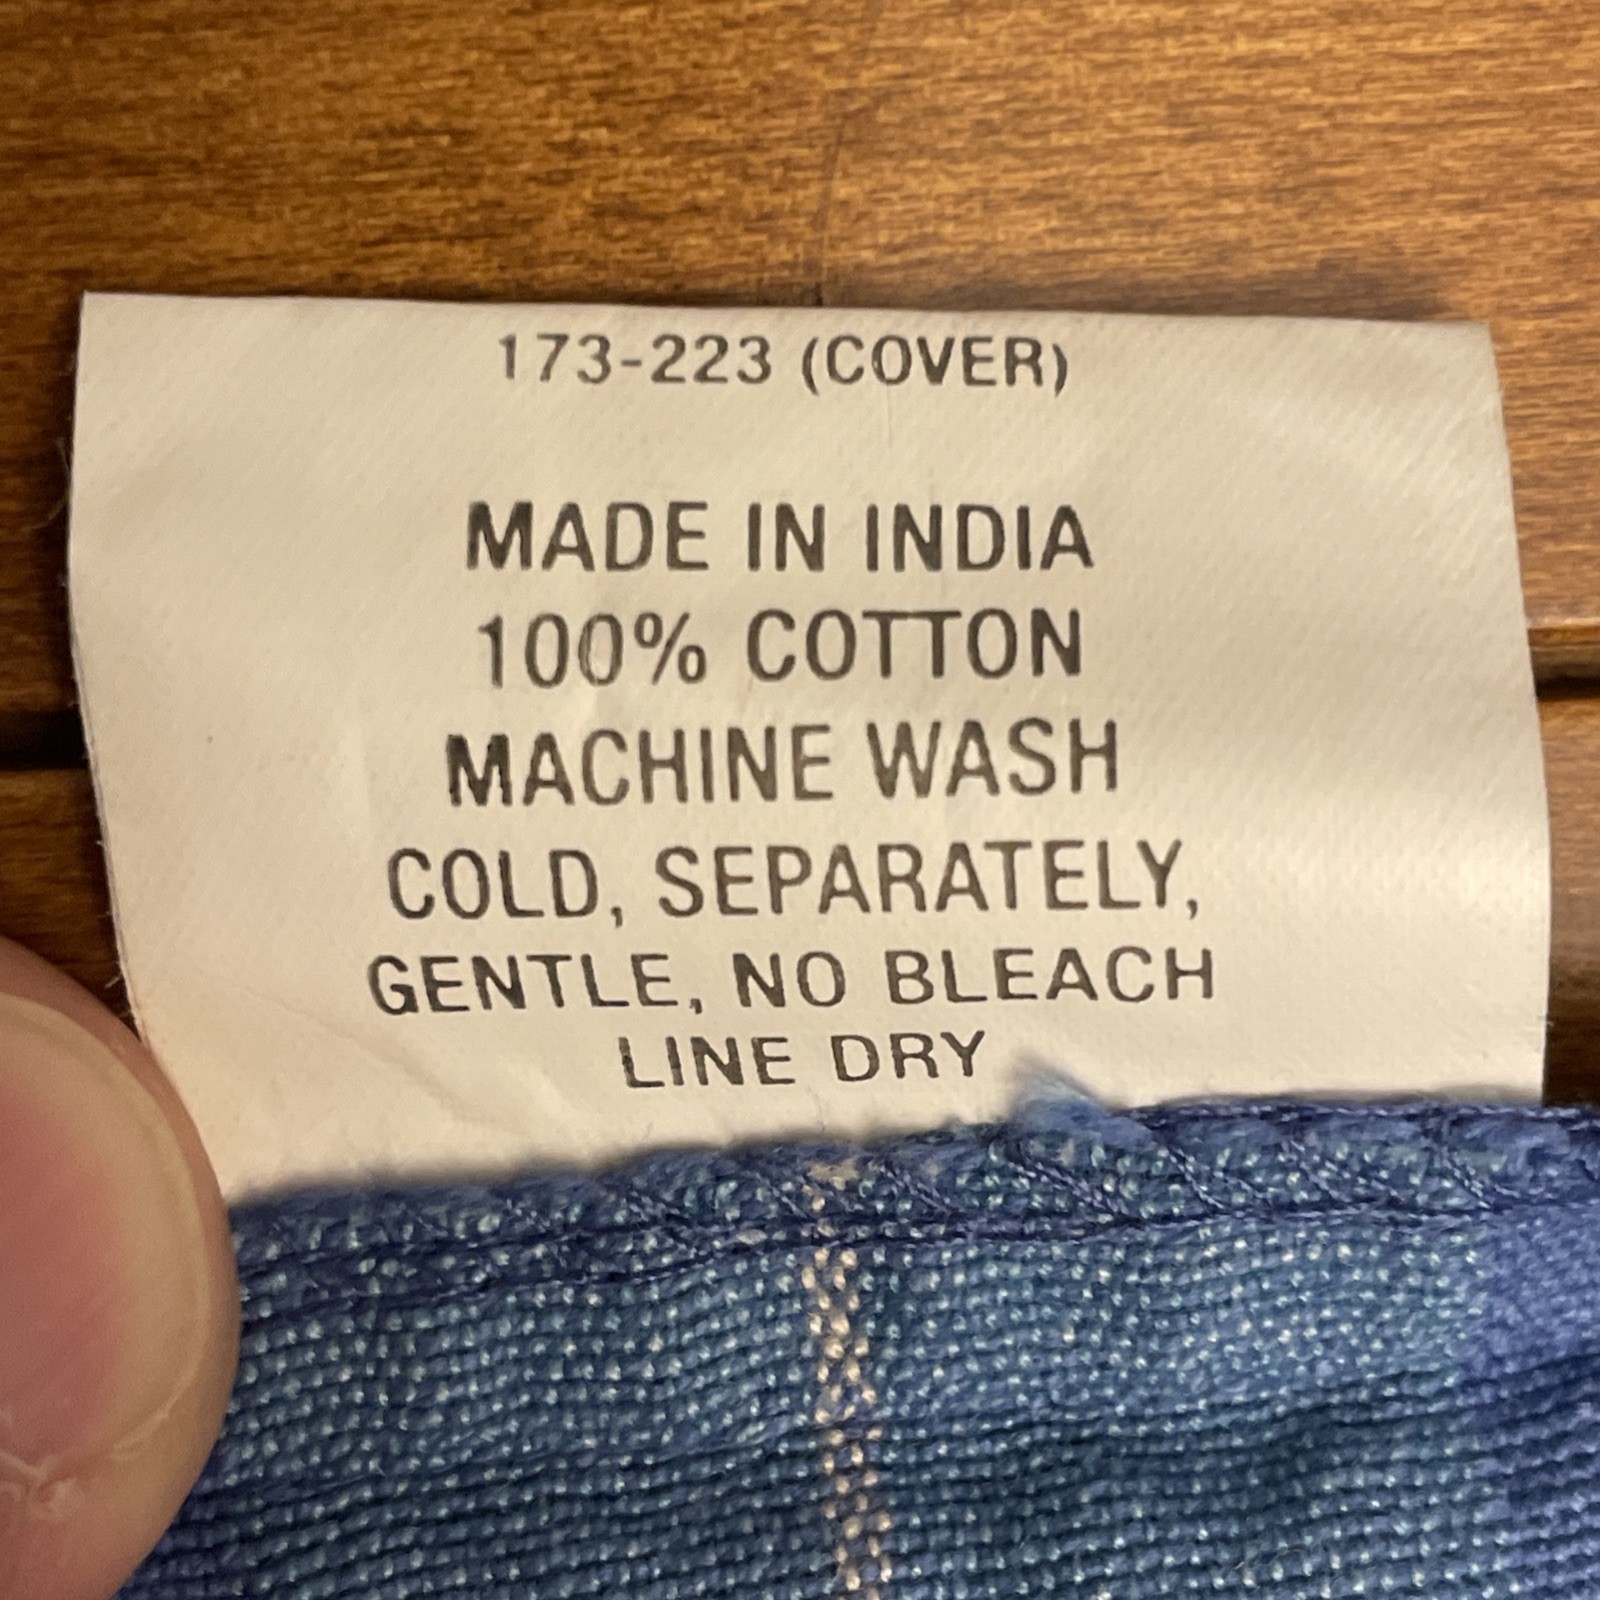 173-223 (COVER)
MADE IN INDIA
100% COTTON
MACHINE WASH
COLD, SEPARATELY,
GENTLE, NO BLEACH
LINE DRY